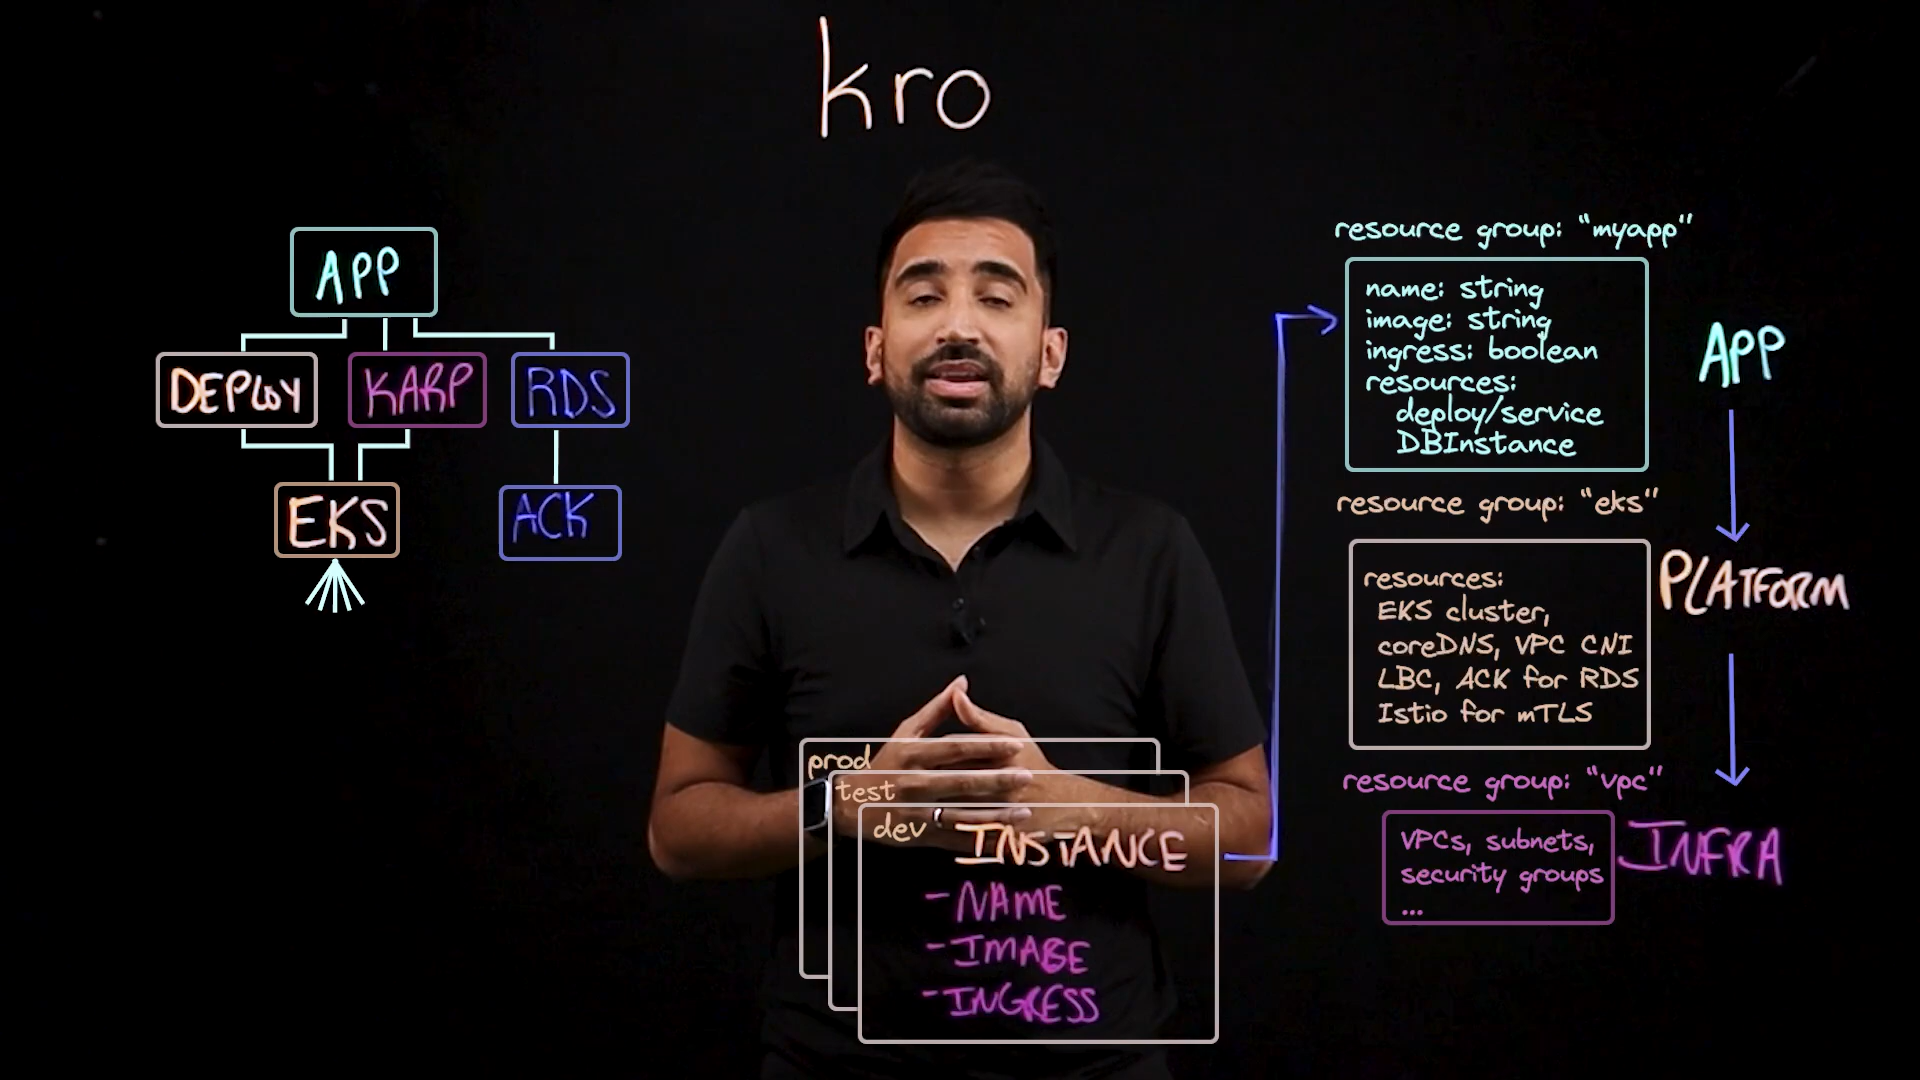 kro
APP
DEPLOY
KARP
RDS
EKS
ACK
prod
test
dev
INSTANCE
- NAME
- IMAGE
- INGRESS
resource group: "myapp"
name: string
image: string
ingress: boolean
resources:
deploy/service
DBInstance
APP
resource group: "eks"
resources:
EKS cluster,
coreDNS, VPC CNI
LBC, ACK for RDS
Istio for mTLS
PLATFORM
resource group: "vpc"
VPCs, subnets,
security groups
...
INFRA